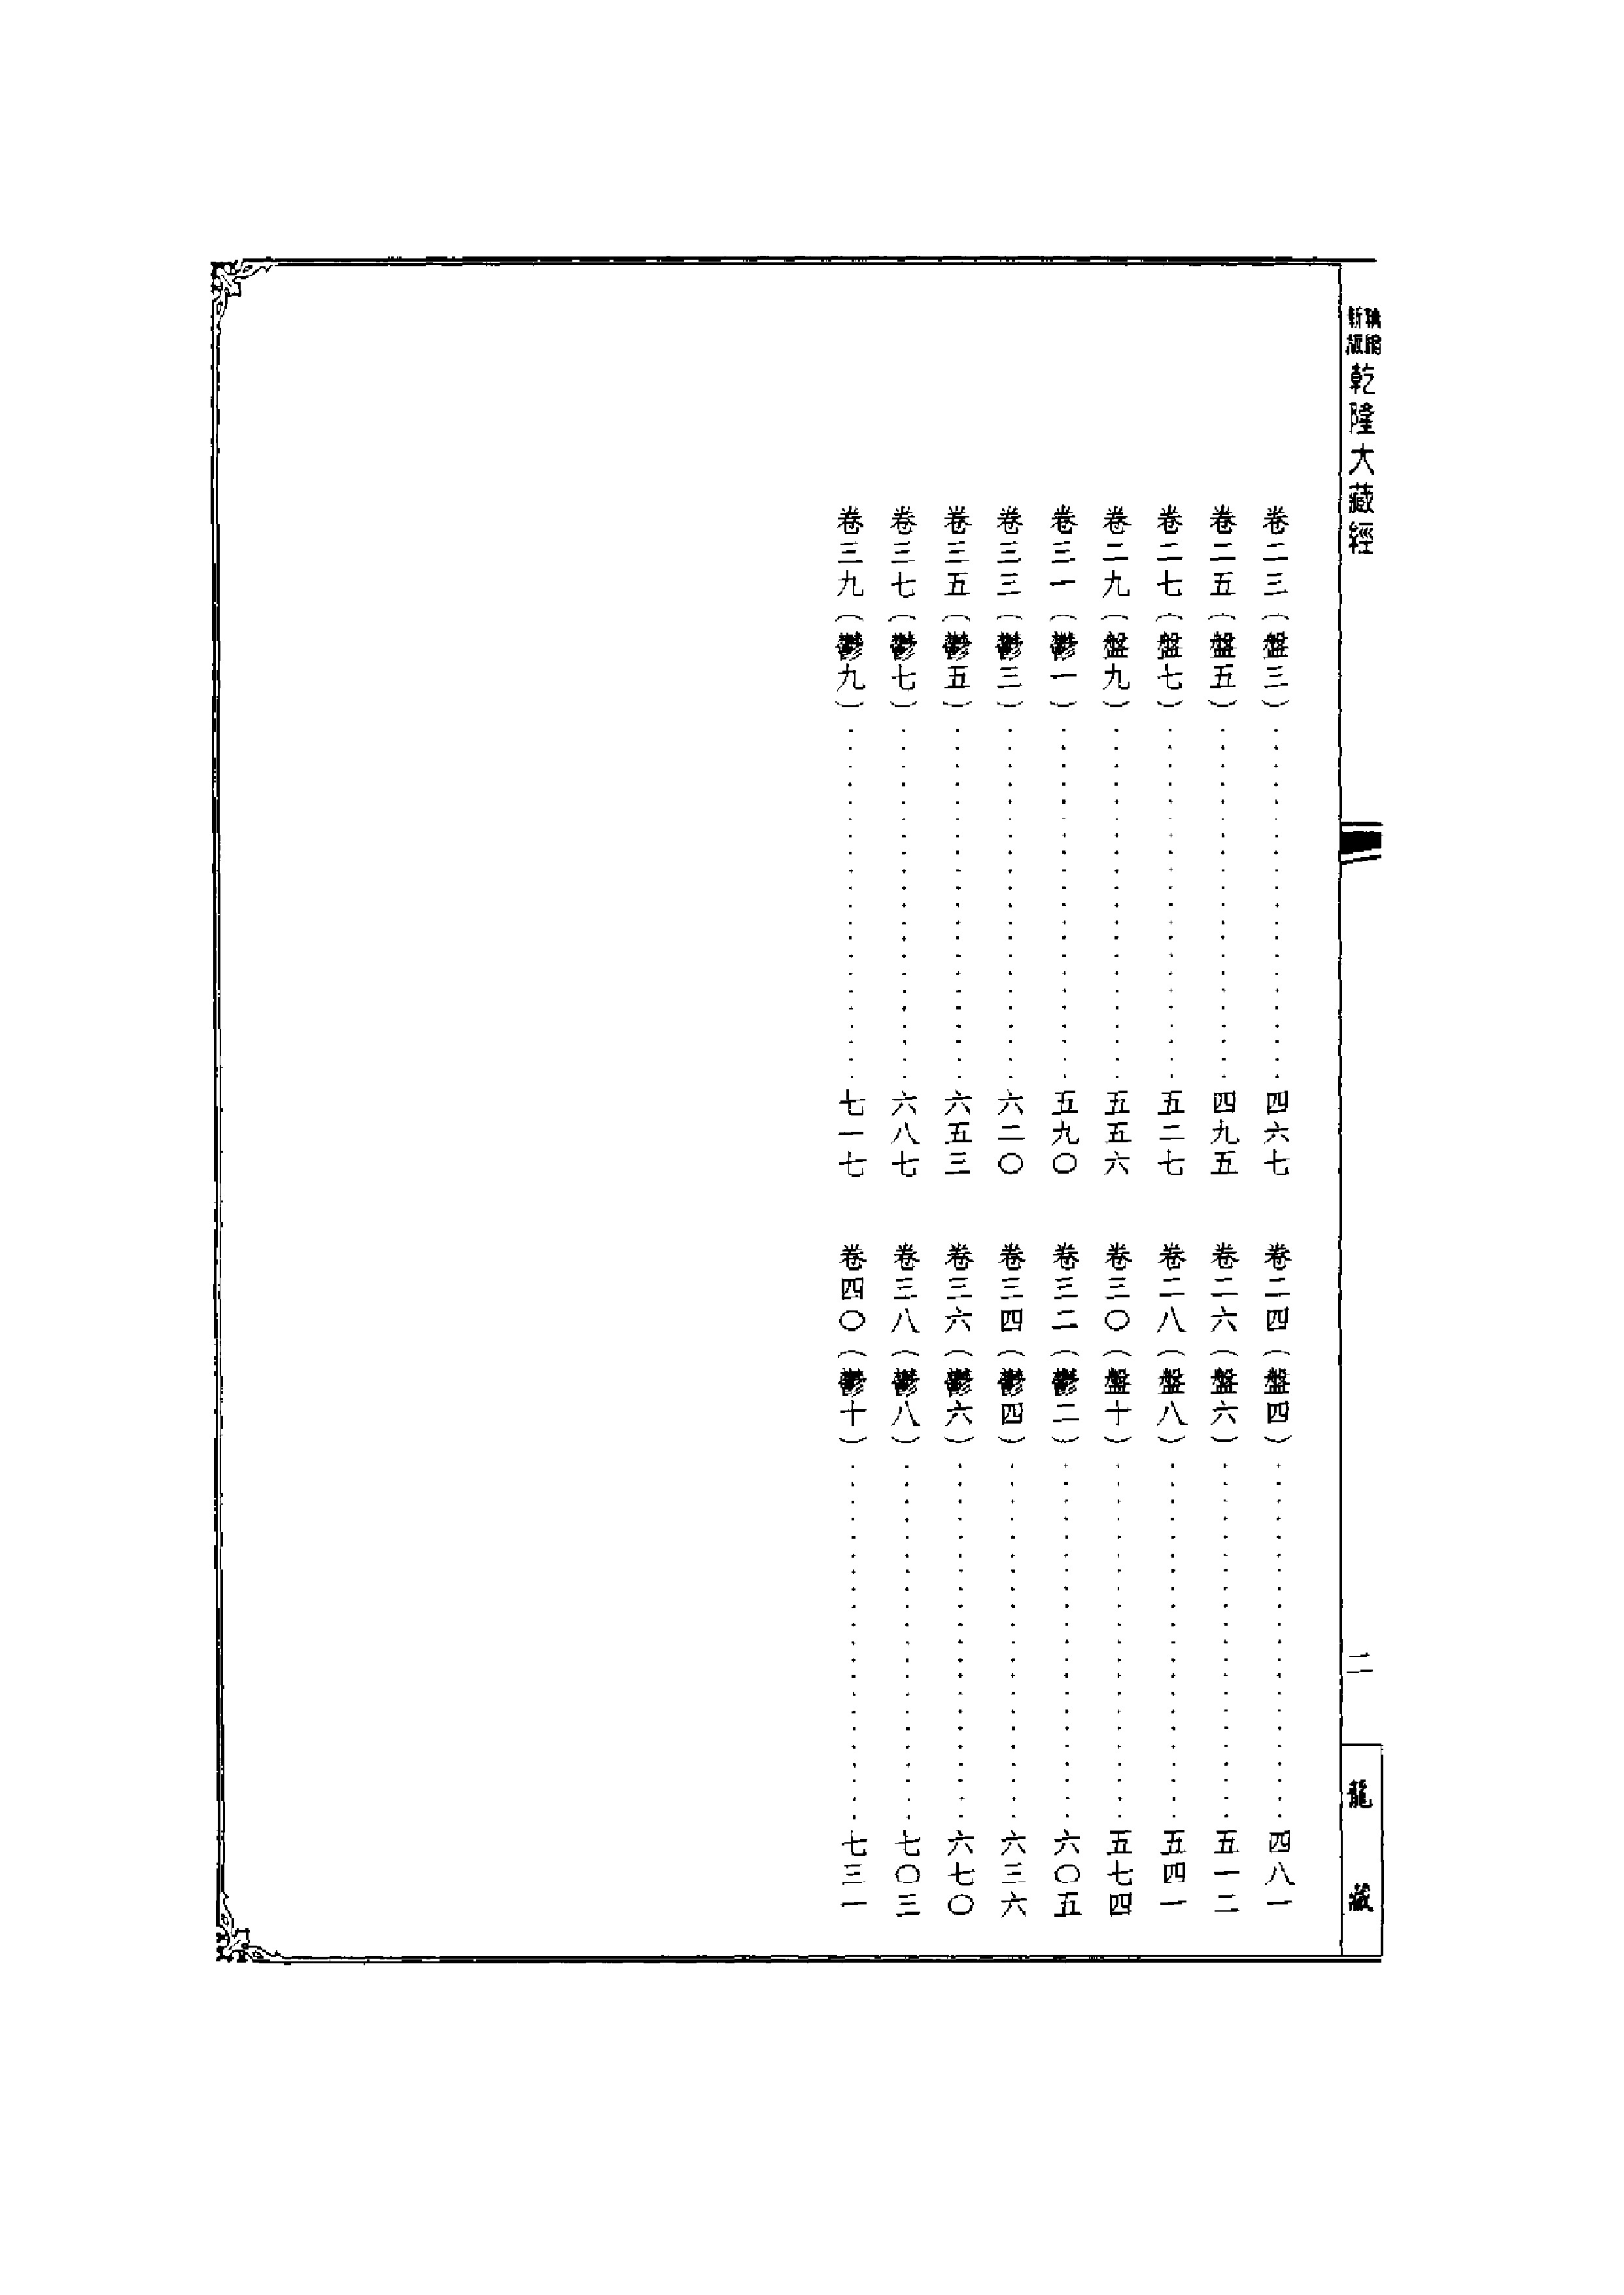 新版
乾隆大藏經
二
龍藏
卷二三（盤三）⋯⋯四六七
卷二四（盤四）⋯⋯四八一
卷二五（盤五）⋯⋯四九五
卷二六（盤六）⋯⋯五一二
卷二七（盤七）⋯⋯五二七
卷二八（盤八）⋯⋯五四一
卷二九（盤九）⋯⋯五五六
卷三〇（盤十）⋯⋯五七四
卷三一（鬱一）⋯⋯五九〇
卷三二（鬱二）⋯⋯六〇五
卷三三（鬱三）⋯⋯六二〇
卷三四（鬱四）⋯⋯六三六
卷三五（鬱五）⋯⋯六五三
卷三六（鬱六）⋯⋯六七〇
卷三七（鬱七）⋯⋯六八七
卷三八（鬱八）⋯⋯七〇三
卷三九（鬱九）⋯⋯七一七
卷四〇（鬱十）⋯⋯七三一